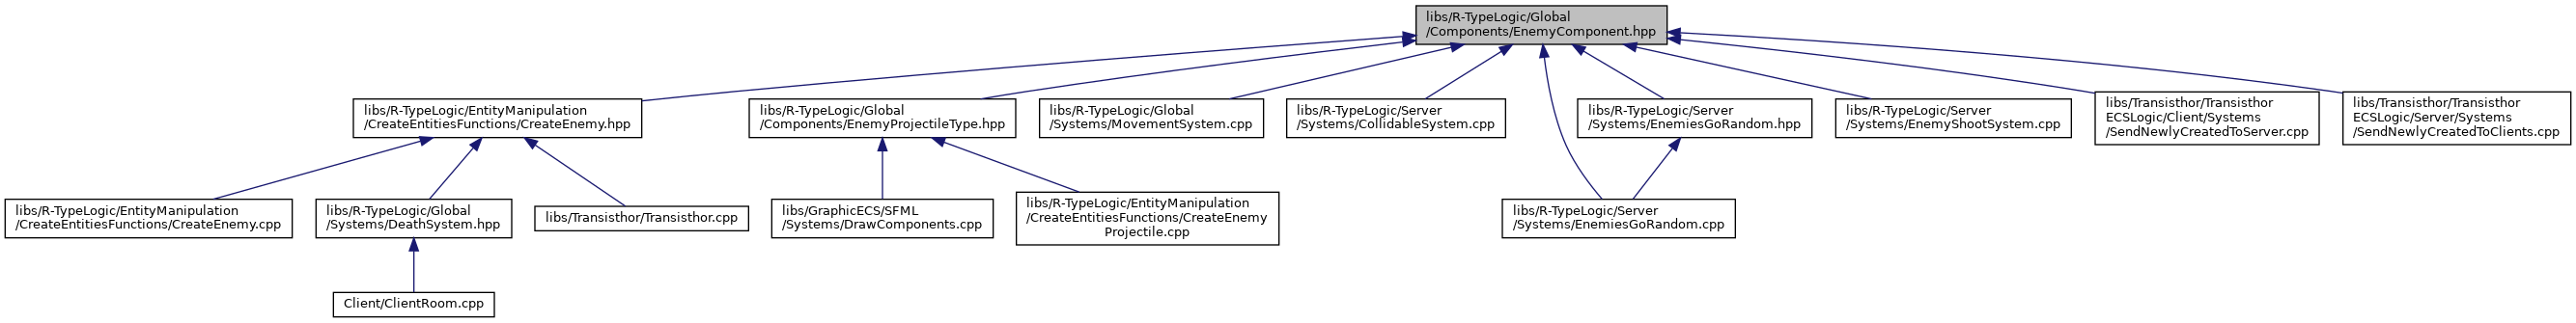 libs/R-TypeLogic/Global
/Components/EnemyComponent.hpp
libs/R-TypeLogic/EntityManipulation
/CreateEntitiesFunctions/CreateEnemy.hpp
libs/R-TypeLogic/Global
/Components/EnemyProjectileType.hpp
libs/R-TypeLogic/Global
/Systems/MovementSystem.cpp
libs/R-TypeLogic/Server
/Systems/CollidableSystem.cpp
libs/R-TypeLogic/Server
/Systems/EnemiesGoRandom.hpp
libs/R-TypeLogic/Server
/Systems/EnemyShootSystem.cpp
libs/Transisthor/Transisthor
ECSLogic/Client/Systems
/SendNewlyCreatedToServer.cpp
libs/Transisthor/Transisthor
ECSLogic/Server/Systems
/SendNewlyCreatedToClients.cpp
libs/R-TypeLogic/EntityManipulation
/CreateEntitiesFunctions/CreateEnemy.cpp
libs/R-TypeLogic/Global
/Systems/DeathSystem.hpp
libs/Transisthor/Transisthor.cpp
libs/GraphicECS/SFML
/Systems/DrawComponents.cpp
libs/R-TypeLogic/EntityManipulation
/CreateEntitiesFunctions/CreateEnemy
Projectile.cpp
libs/R-TypeLogic/Server
/Systems/EnemiesGoRandom.cpp
Client/ClientRoom.cpp